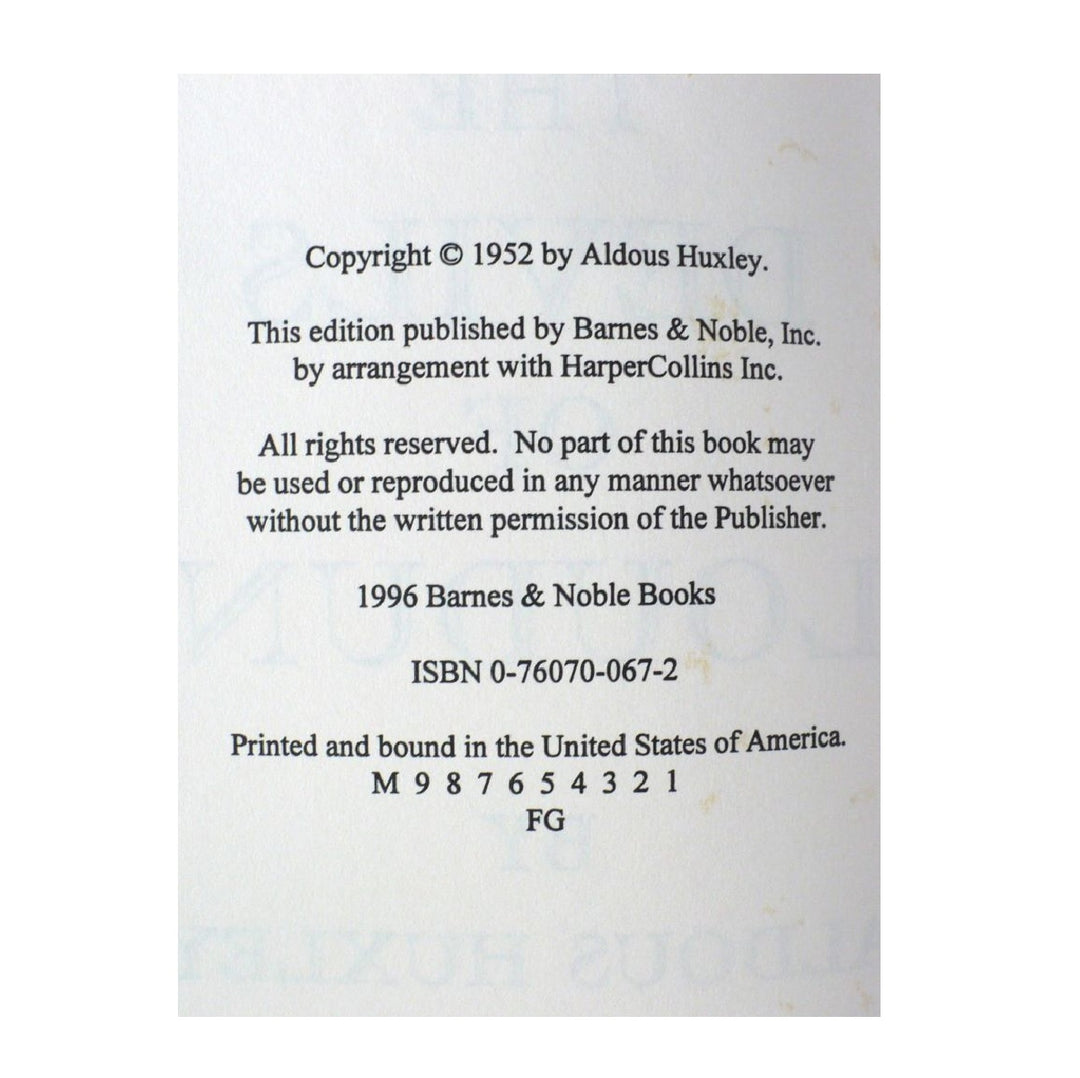 Copyright © 1952 by Aldous Huxley.
This edition published by Barnes & Noble, Inc.
by arrangement with HarperCollins Inc.
All rights reserved. No part of this book may
be used or reproduced in any manner whatsoever
without the written permission of the Publisher.
1996 Barnes & Noble Books
ISBN 0-76070-067-2
Printed and bound in the United States of America.
M 9 8 7 6 5 4 3 2 1
FG